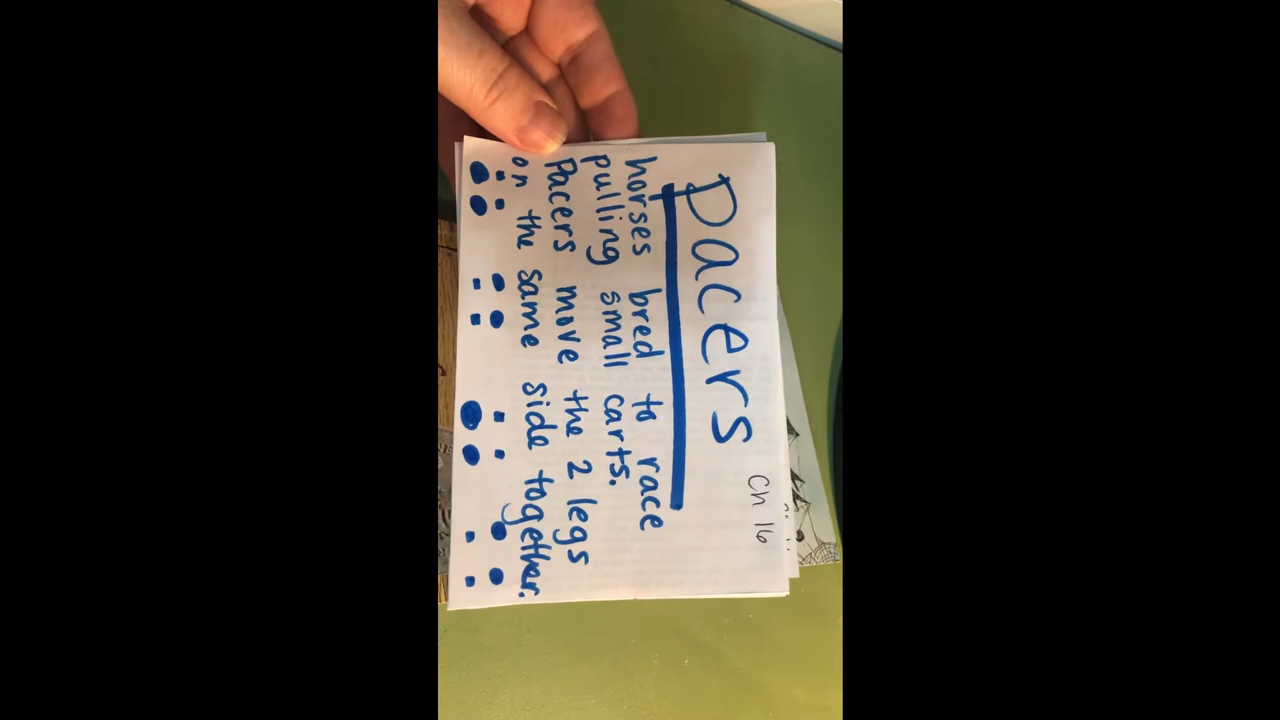 Ch 16
Pacers
horses bred to race
pulling small carts.
Pacers move the 2 legs
on the same side together.